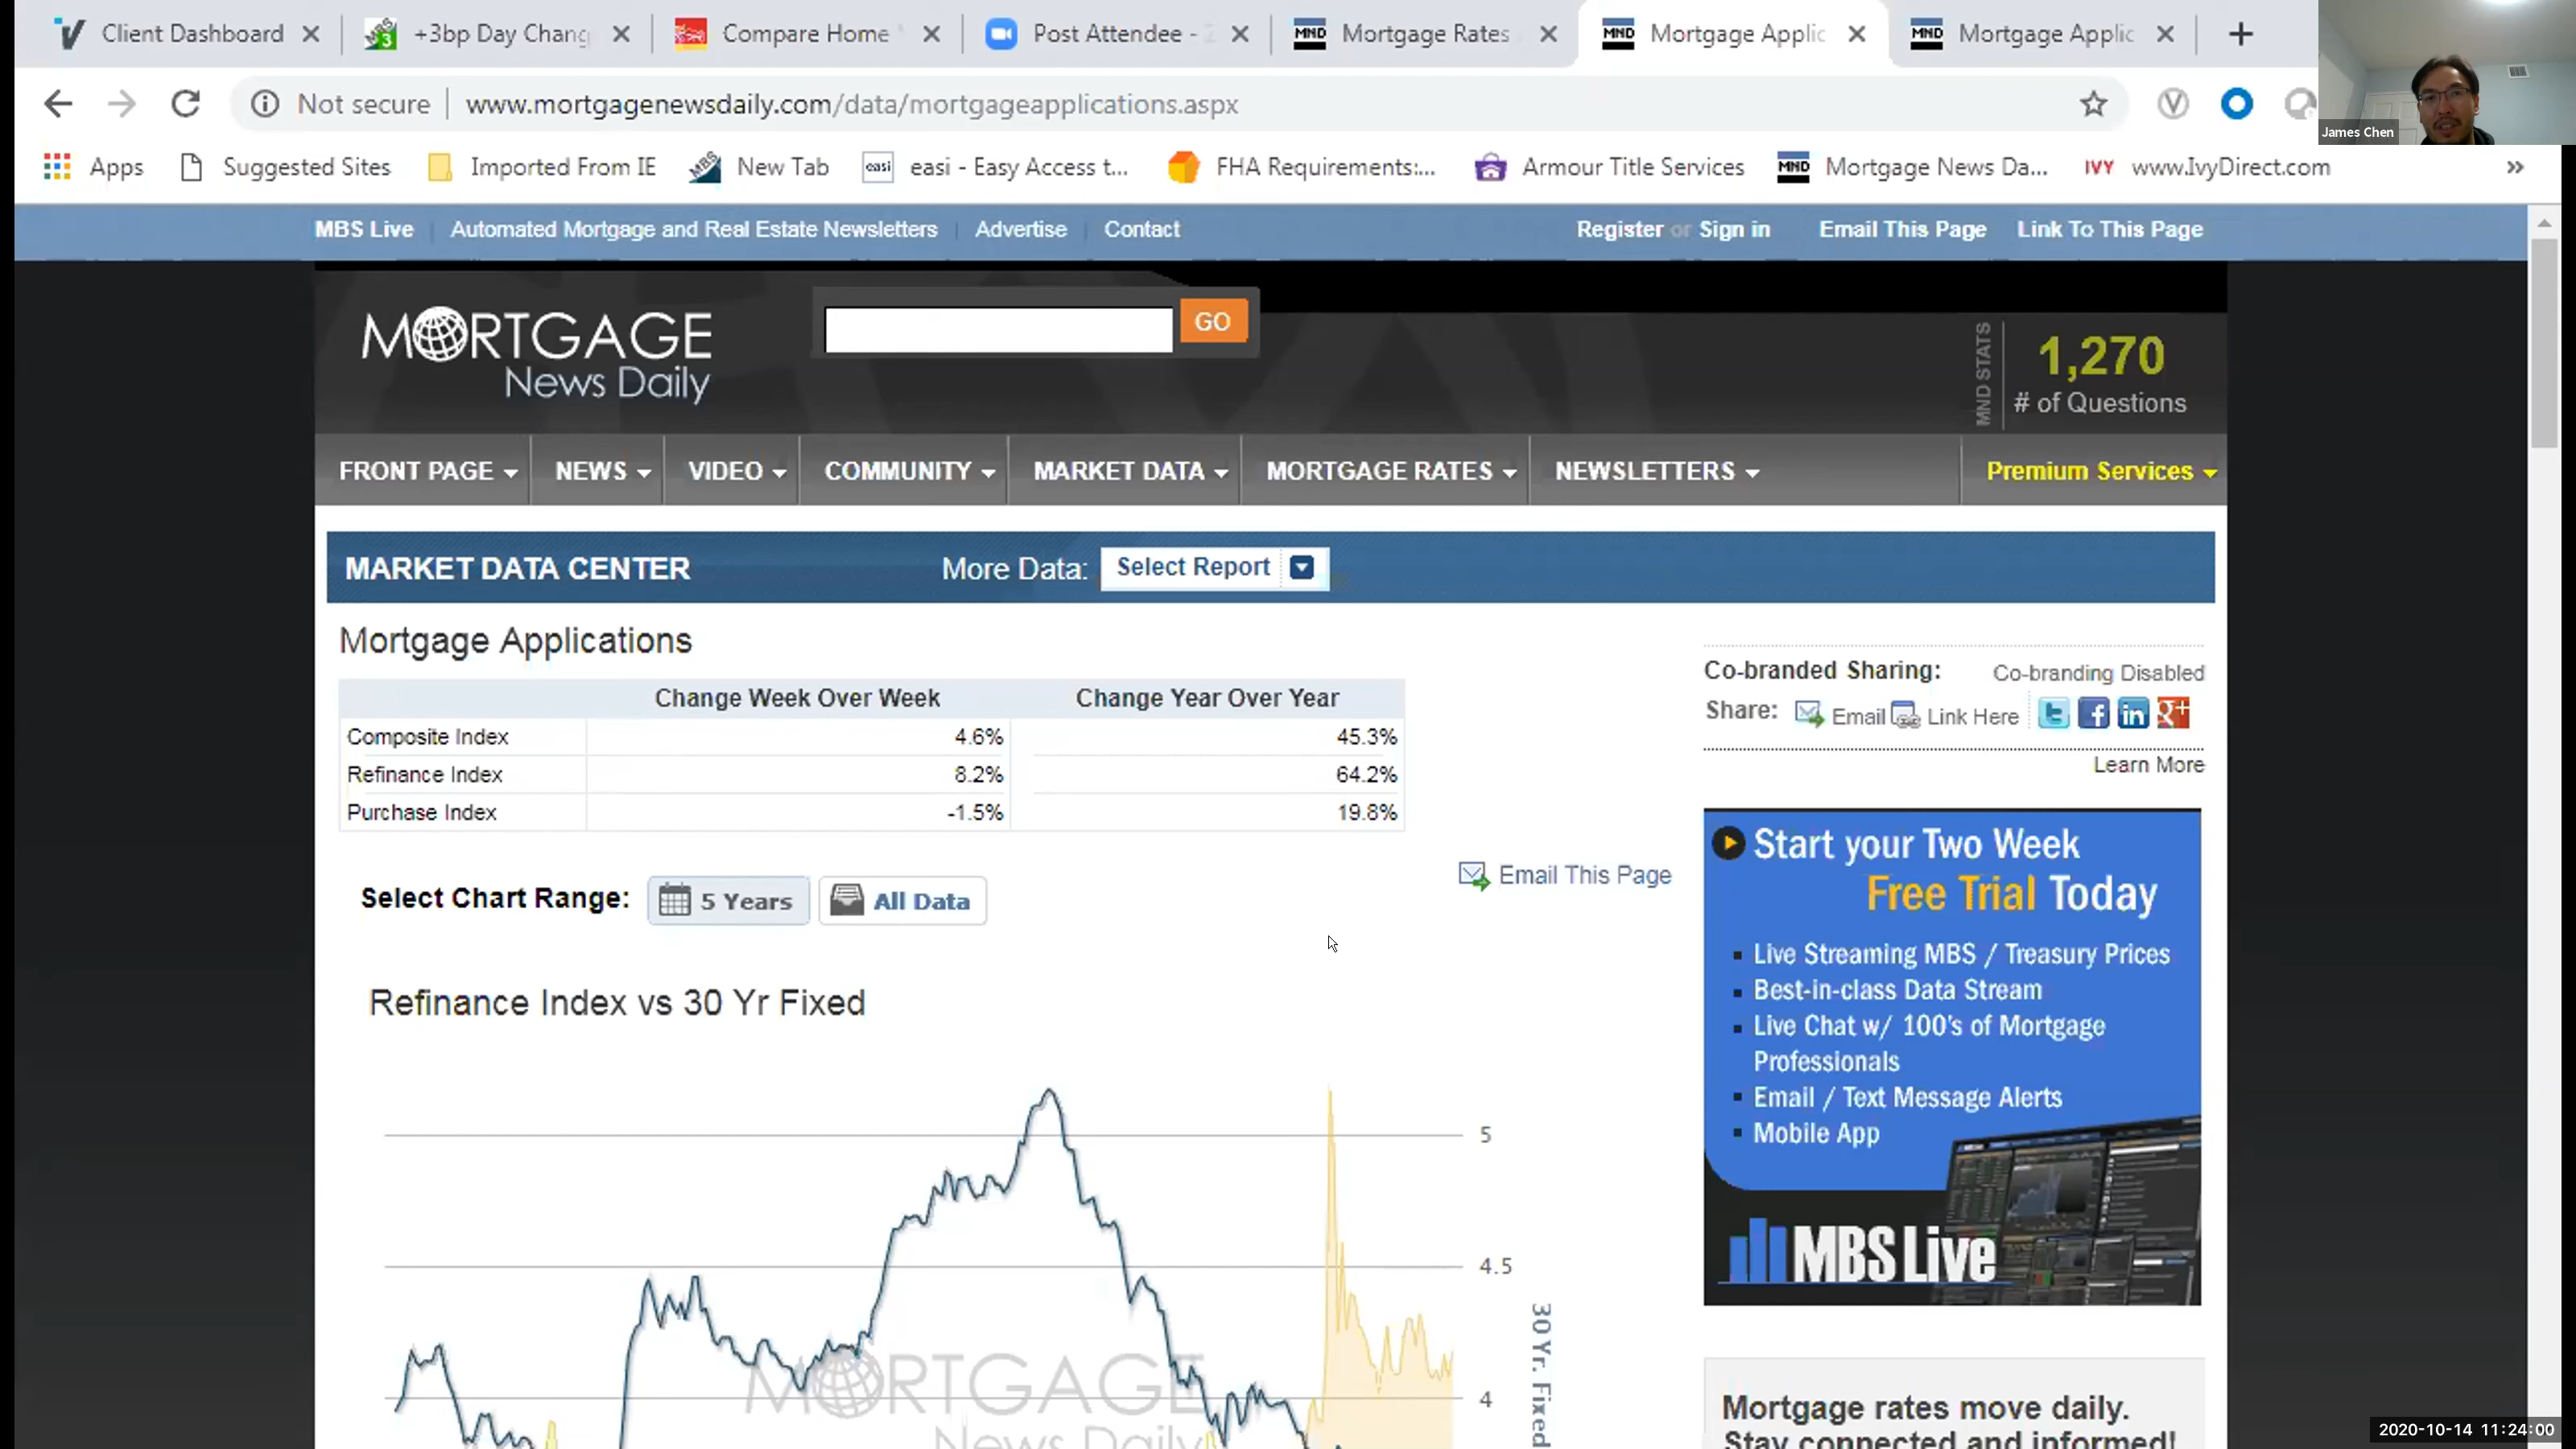 Client Dashboard
+3bp Day Chang
Compare Home
Post Attendee - Z
MND Mortgage Rates
MND Mortgage Applic
MND Mortgage Applic
Not secure
www.mortgagenewsdaily.com/data/mortgageapplications.aspx
James Chen
Apps
Suggested Sites
Imported From IE
MBS New Tab
easi easi - Easy Access t...
FHA Requirements:...
Armour Title Services
MND Mortgage News Da...
IVY www.IvyDirect.com
MBS Live
Automated Mortgage and Real Estate Newsletters
Advertise
Contact
Register or Sign in
Email This Page
Link To This Page
MORTGAGE
News Daily
GO
MND STATS
1,270
# of Questions
FRONT PAGE
NEWS
VIDEO
COMMUNITY
MARKET DATA
MORTGAGE RATES
NEWSLETTERS
Premium Services
MARKET DATA CENTER
More Data: Select Report
Mortgage Applications
Change Week Over Week Change Year Over Year
Composite Index 4.6% 45.3%
Refinance Index 8.2% 64.2%
Purchase Index -1.5% 19.8%
Co-branded Sharing: Co-branding Disabled
Share: Email Link Here
Learn More
Select Chart Range: 5 Years All Data
Email This Page
Refinance Index vs 30 Yr Fixed
5
4.5
4
30 Yr. Fixed
MORTGAGE
News Daily
Start your Two Week
Free Trial Today
Live Streaming MBS / Treasury Prices
Best-in-class Data Stream
Live Chat w/ 100's of Mortgage
Professionals
Email / Text Message Alerts
Mobile App
MBS Live
Mortgage rates move daily.
Stay connected and informed!
2020-10-14 11:24:00